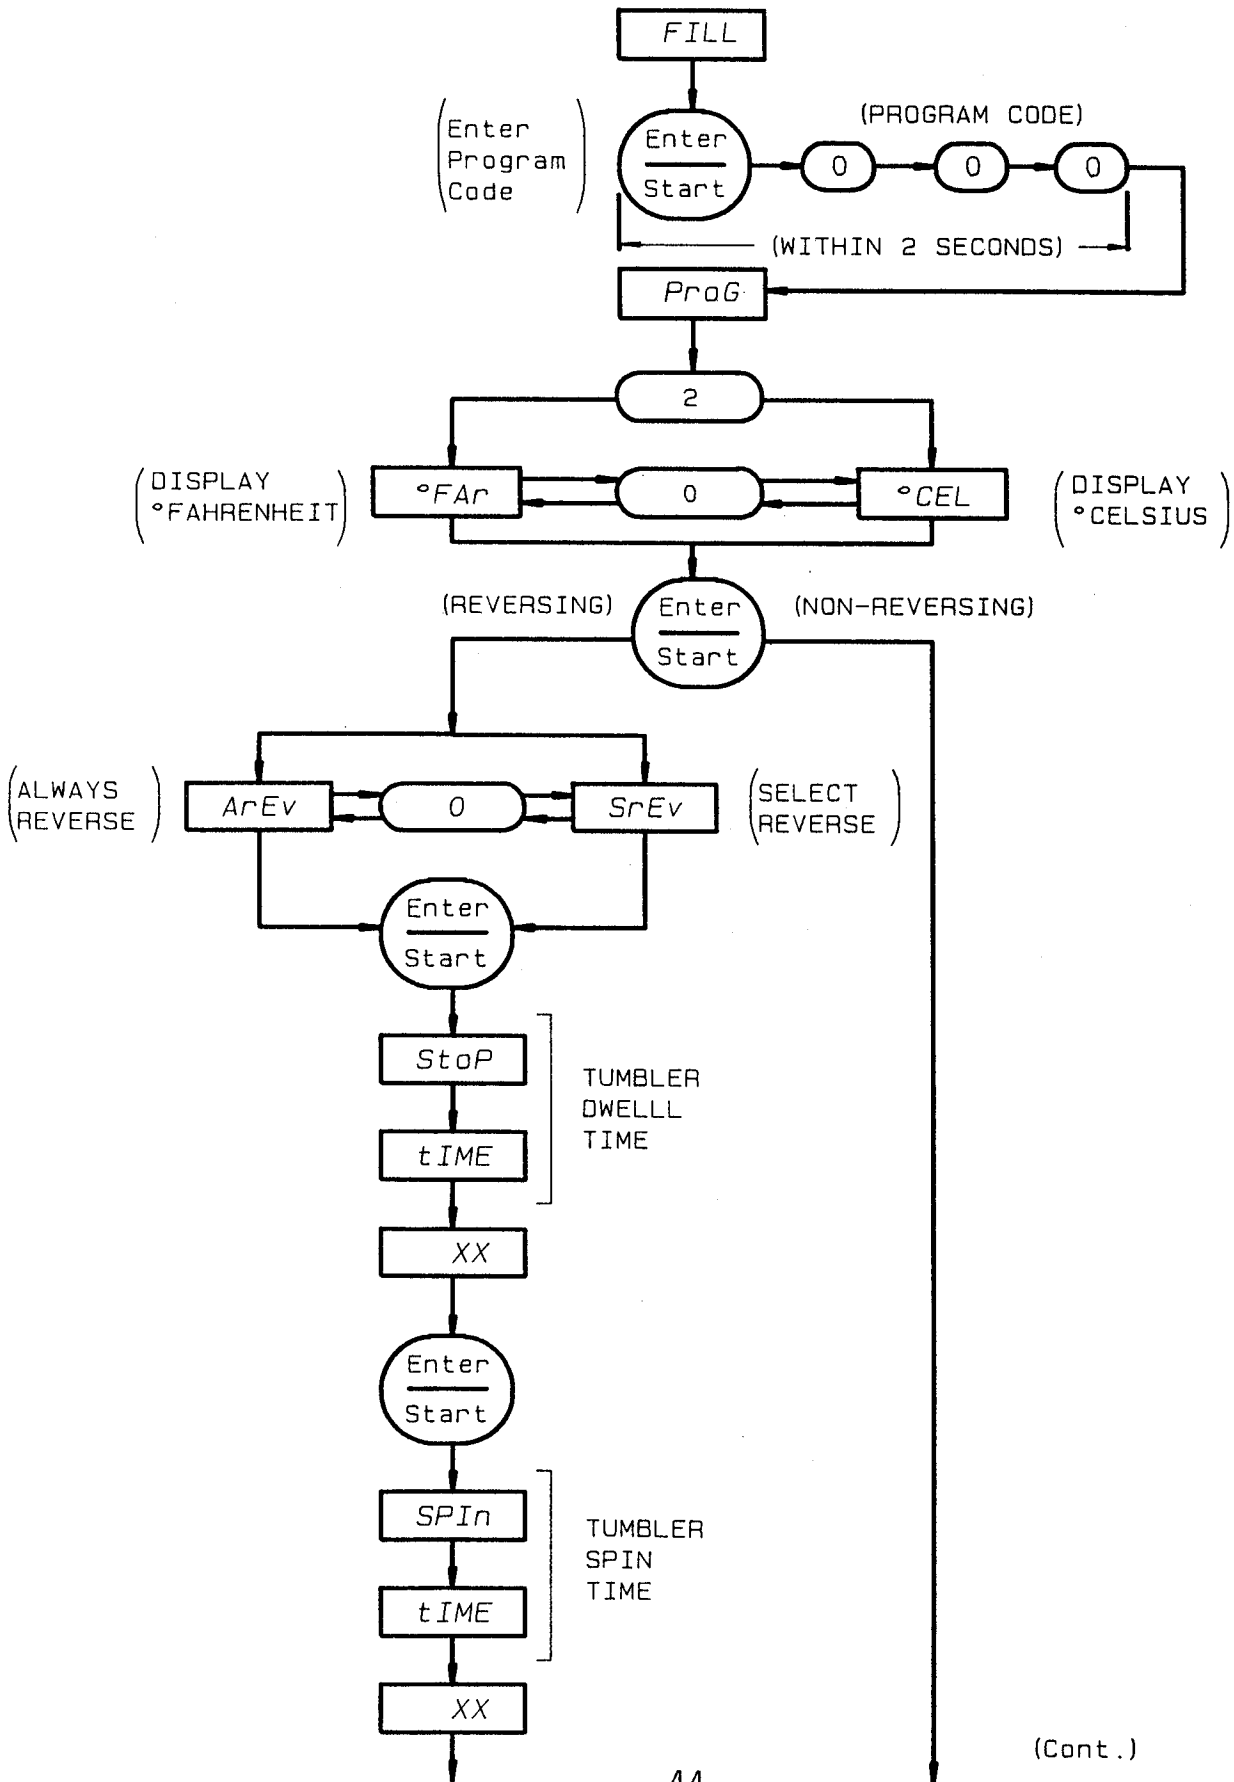 FILL
(Enter
Program
Code)
Enter
Start
(PROGRAM CODE)
0
0
0
(WITHIN 2 SECONDS)
ProG
2
(DISPLAY
°FAHRENHEIT)
°FAr
0
°CEL
(DISPLAY
°CELSIUS)
(REVERSING)
Enter
Start
(NON-REVERSING)
(ALWAYS
REVERSE)
ArEv
0
SrEv
(SELECT
REVERSE)
Enter
Start
StoP
tIME
TUMBLER
DWELLL
TIME
XX
Enter
Start
SPIn
tIME
TUMBLER
SPIN
TIME
XX
(Cont.)
44